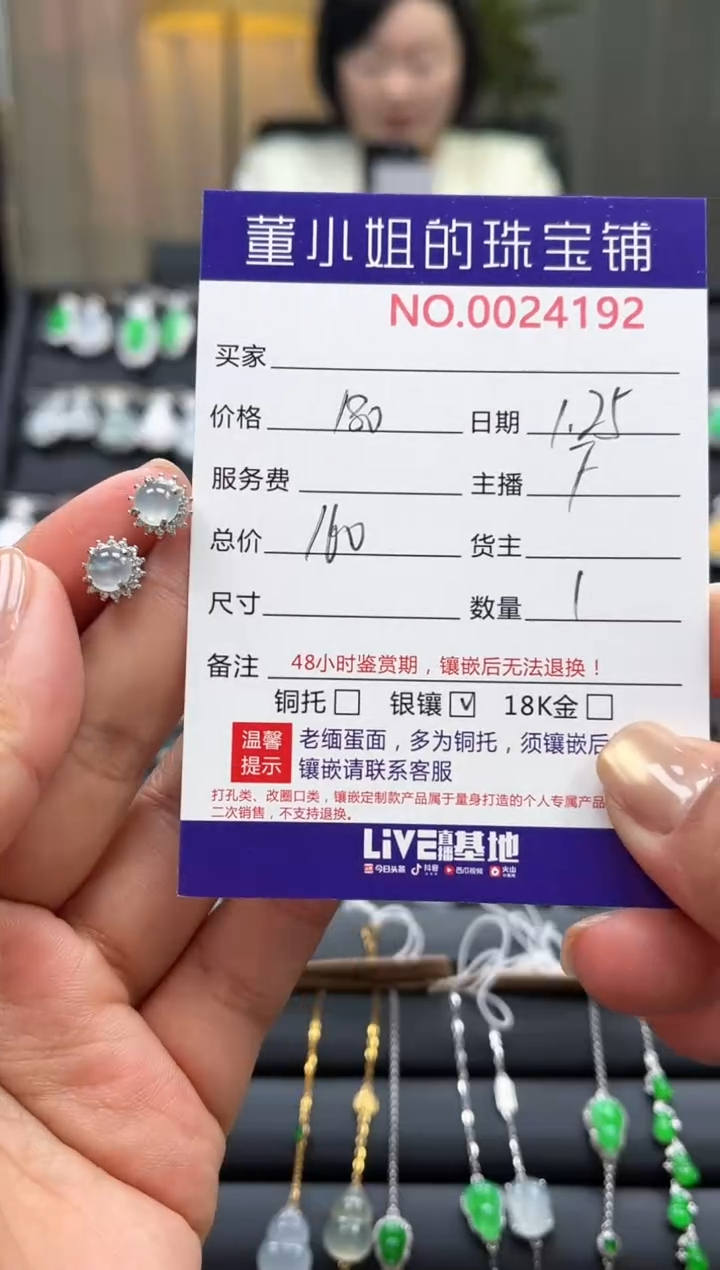 董小姐的珠宝铺
NO.0024192
买家
价格 180 日期 1.25
服务费 主播
总价 160 货主
尺寸 数量 1
备注 48小时鉴赏期，镶嵌后无法退换！
铜托 银镶 18K金
温馨提示 老缅蛋面，多为铜托，须镶嵌后
镶嵌请联系客服
打孔类、改圈口类，镶嵌定制款产品属于量身打造的个人专属产品
二次销售，不支持退换。
LiVE直播基地
今日头条 抖音 西瓜视频 火山